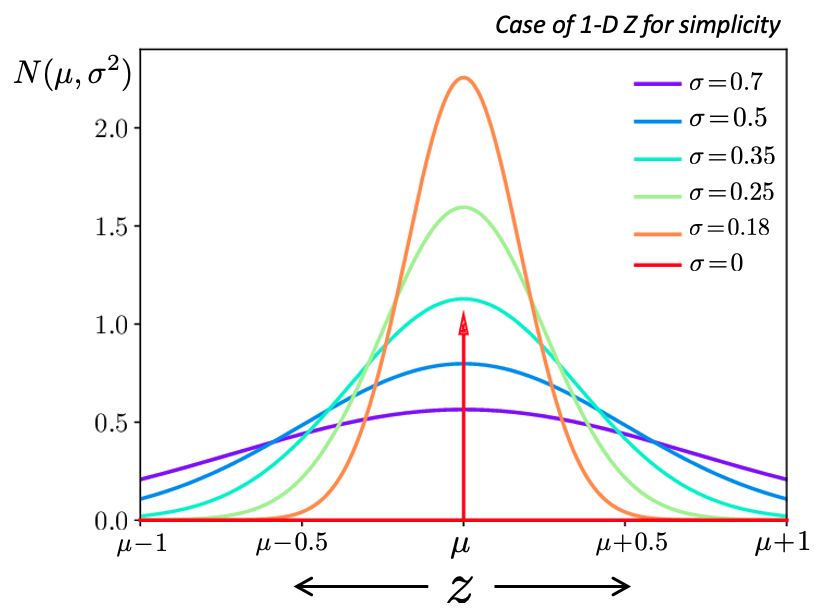 Case of 1-D Z for simplicity
N(μ, σ²)
2.0
1.5
1.0
0.5
0.0
σ=0.7
σ=0.5
σ=0.35
σ=0.25
σ=0.18
σ=0
μ−1 μ−0.5 μ μ+0.5 μ+1
z